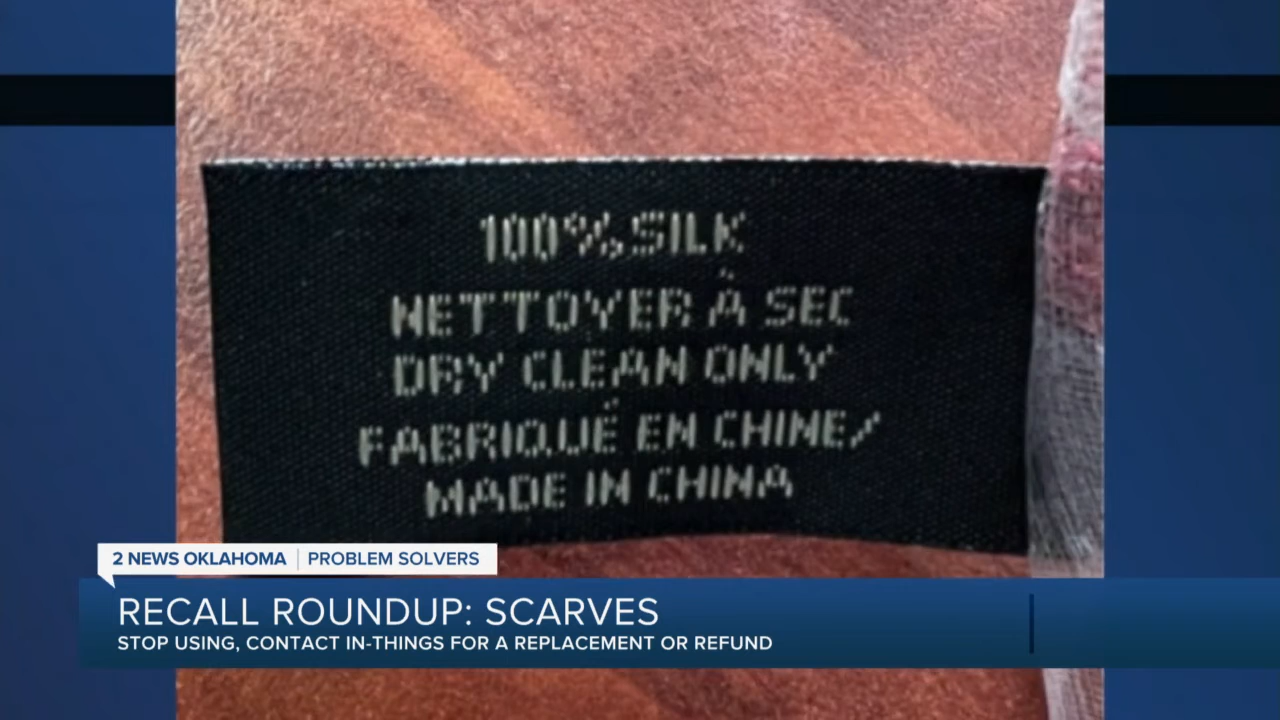 100% SILK
NETTOYER À SEC
DRY CLEAN ONLY
FABRIQUÉ EN CHINE/
MADE IN CHINA
2 NEWS OKLAHOMA | PROBLEM SOLVERS
RECALL ROUNDUP: SCARVES
STOP USING, CONTACT IN-THINGS FOR A REPLACEMENT OR REFUND